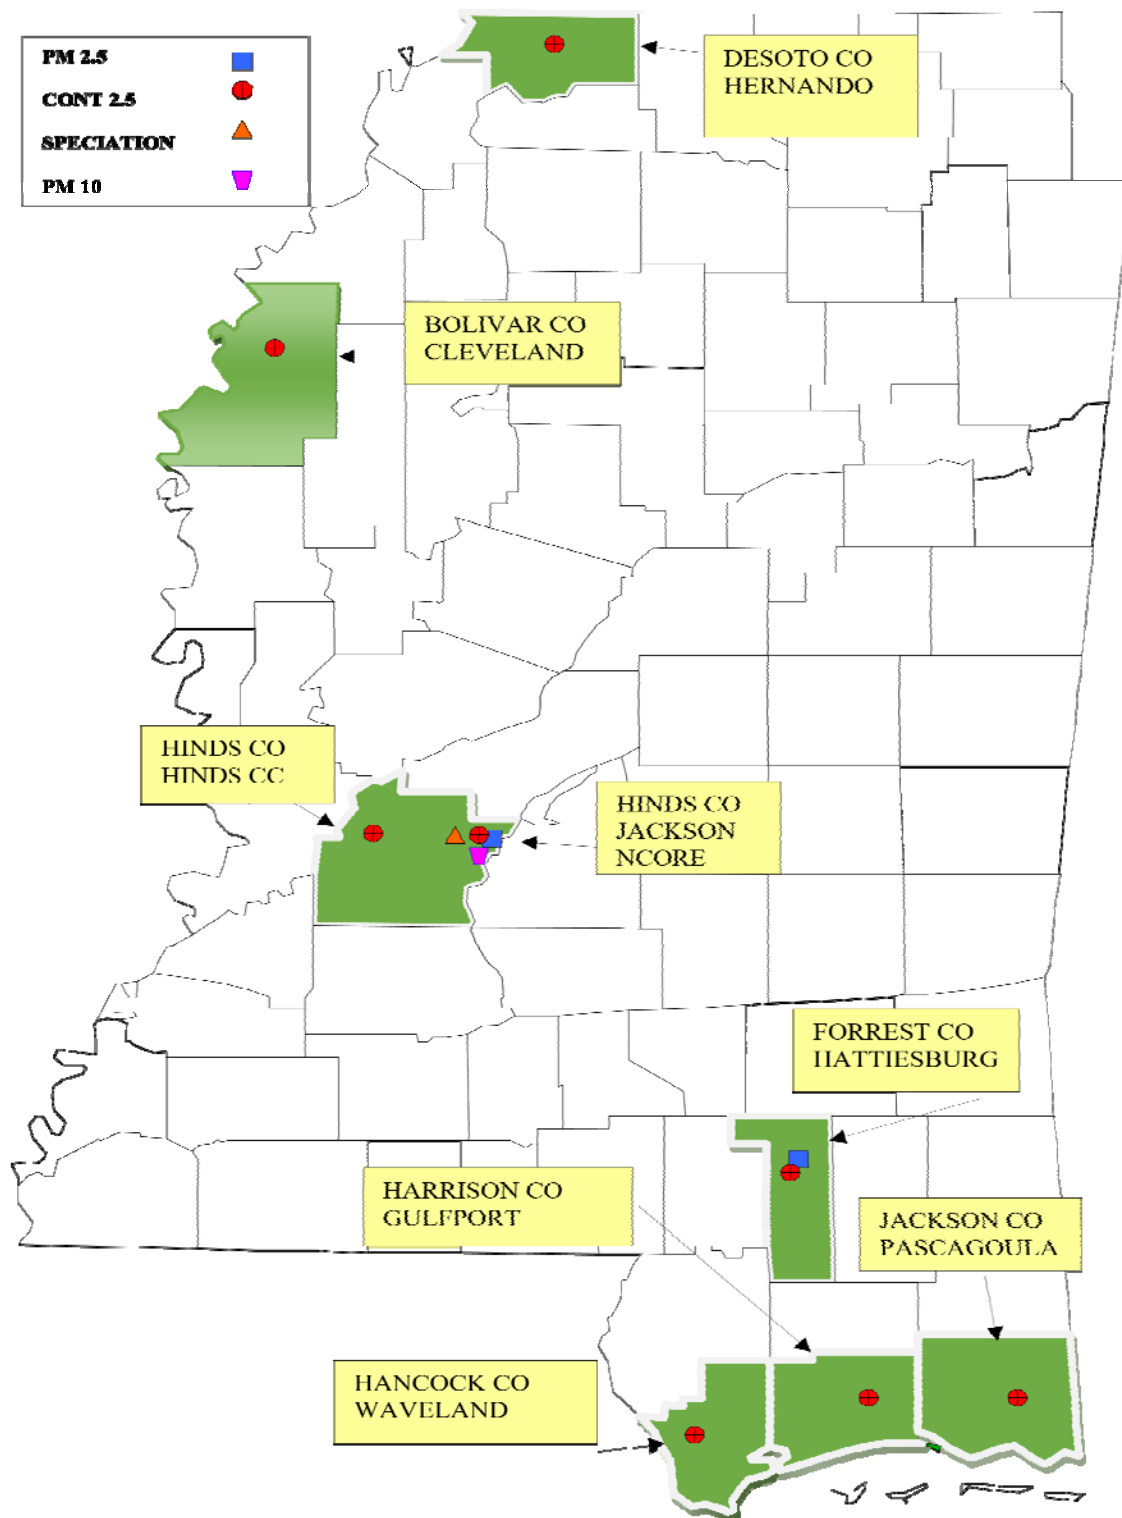 PM 2.5
CONT 2.5
SPECIATION
PM 10
DESOTO CO
HERNANDO
BOLIVAR CO
CLEVELAND
HINDS CO
HINDS CC
HINDS CO
JACKSON
NCORE
FORREST CO
HATTIESBURG
HARRISON CO
GULFPORT
JACKSON CO
PASCAGOULA
HANCOCK CO
WAVELAND